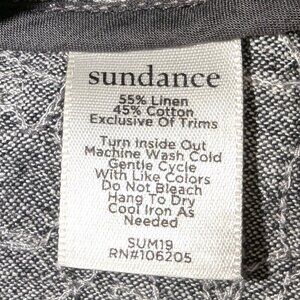 sundance
55% Linen
45% Cotton
Exclusive Of Trims
Turn Inside Out
Machine Wash Cold
Gentle Cycle
With Like Colors
Do Not Bleach
Hang To Dry
Cool Iron As
Needed
SUM19
RN#106205